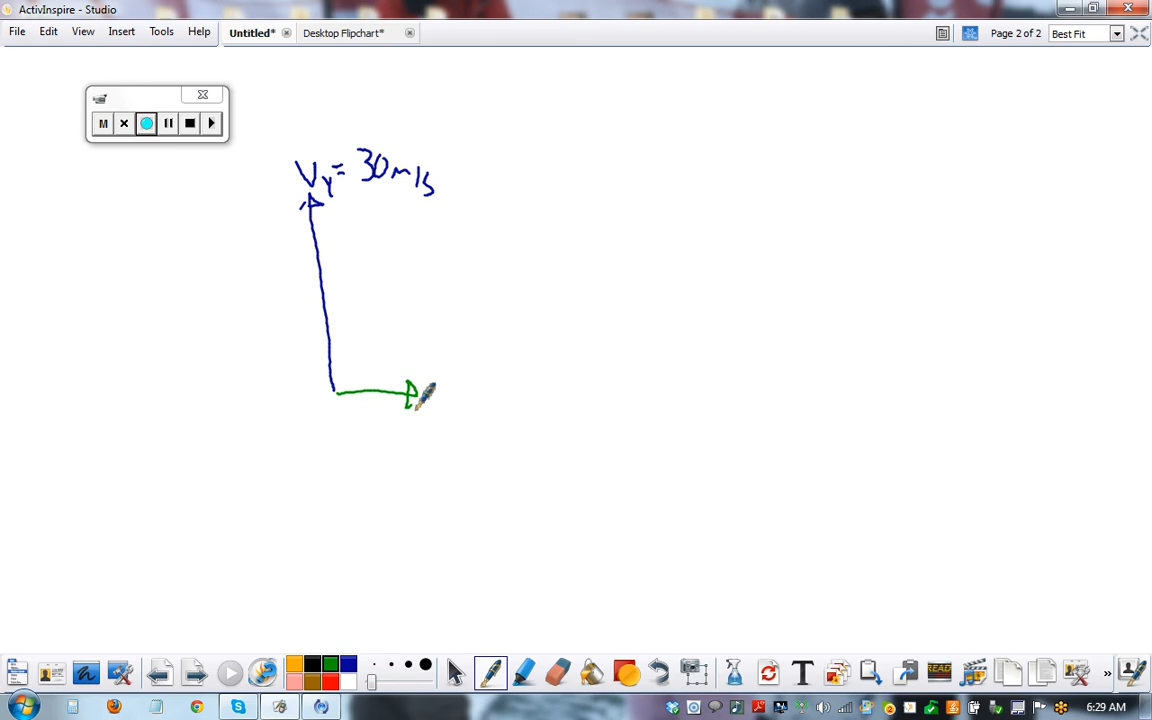 ActivInspire - Studio
File Edit View Insert Tools Help Untitled* Desktop Flipchart* Page 2 of 2 Best Fit
M
Vy = 30 m/s
T READ »
6:29 AM